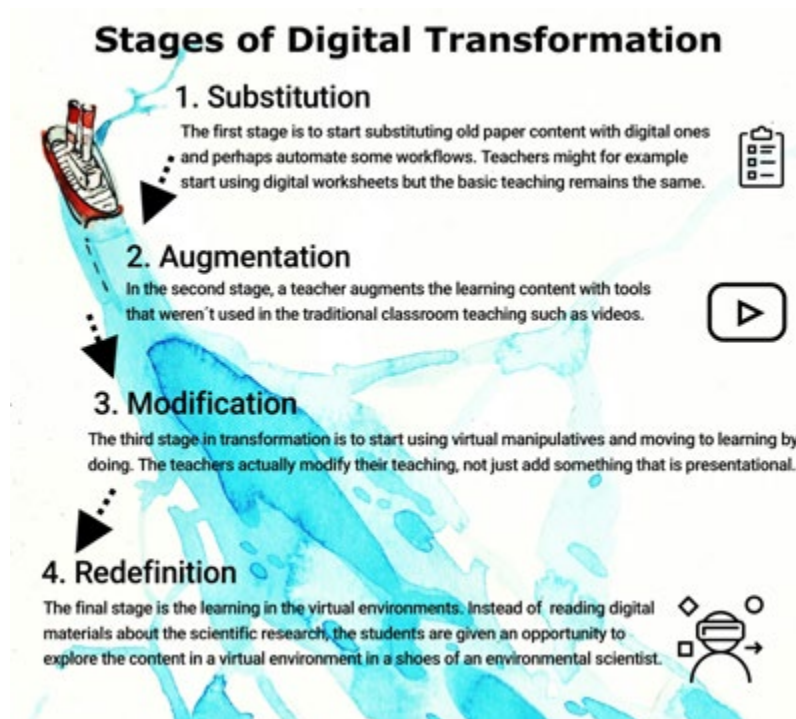 Stages of Digital Transformation
1. Substitution
The first stage is to start substituting old paper content with digital ones
and perhaps automate some workflows. Teachers might for example
start using digital worksheets but the basic teaching remains the same.
2. Augmentation
In the second stage, a teacher augments the learning content with tools
that weren´t used in the traditional classroom teaching such as videos.
3. Modification
The third stage in transformation is to start using virtual manipulatives and moving to learning by
doing. The teachers actually modify their teaching, not just add something that is presentational.
4. Redefinition
The final stage is the learning in the virtual environments. Instead of reading digital
materials about the scientific research, the students are given an opportunity to
explore the content in a virtual environment in a shoes of an environmental scientist.